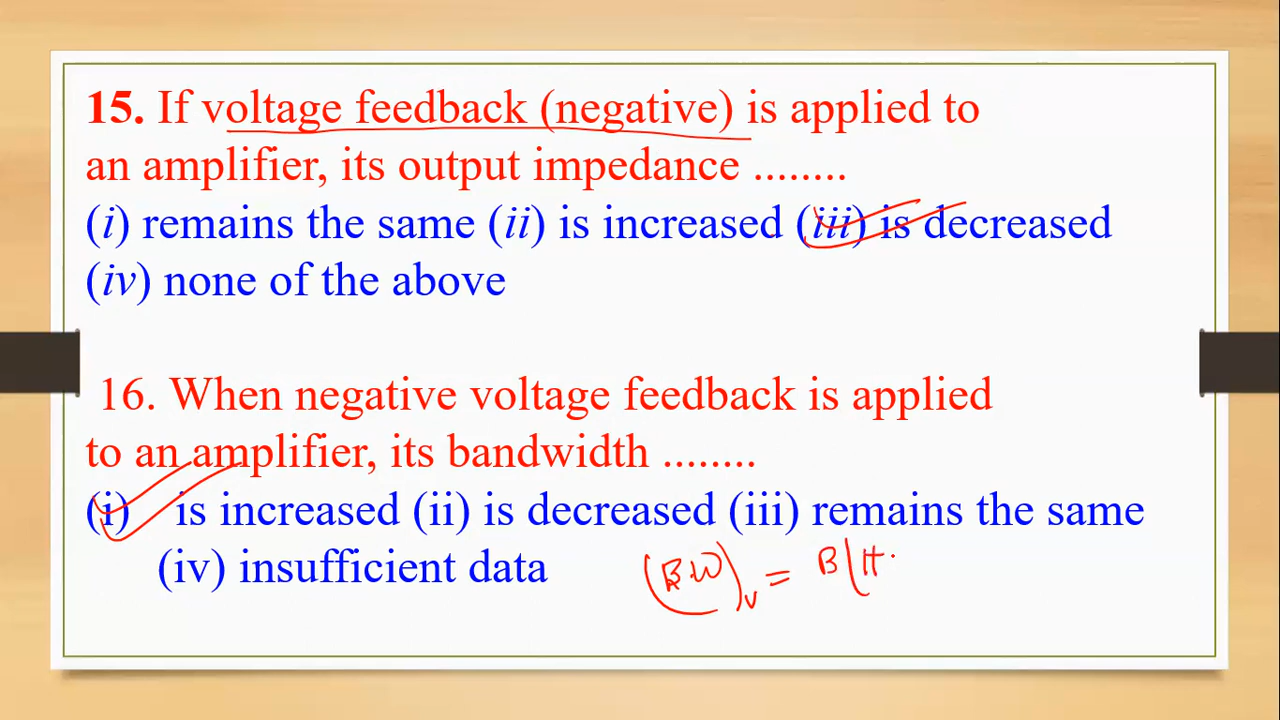 15. If voltage feedback (negative) is applied to
an amplifier, its output impedance ........
(i) remains the same (ii) is increased (iii) is decreased
(iv) none of the above
16. When negative voltage feedback is applied
to an amplifier, its bandwidth ........
(i) is increased (ii) is decreased (iii) remains the same
(iv) insufficient data
(BW)v = B(